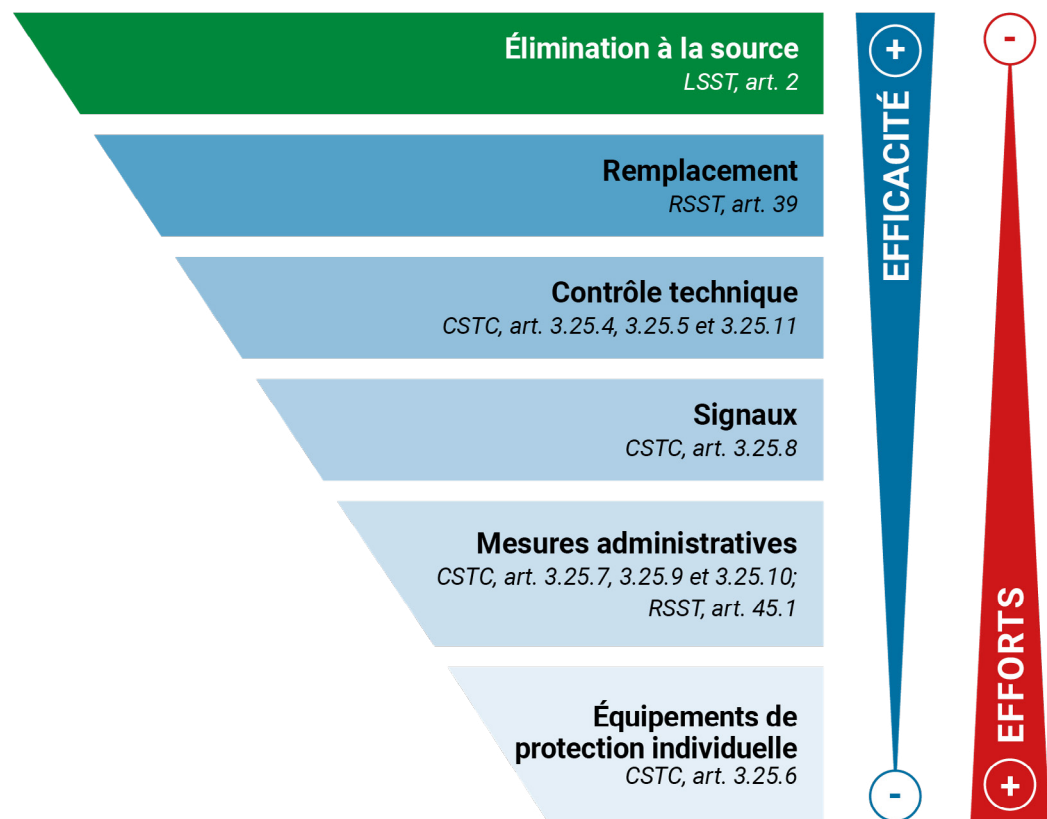 Élimination à la source
LSST, art. 2
Remplacement
RSST, art. 39
Contrôle technique
CSTC, art. 3.25.4, 3.25.5 et 3.25.11
Signaux
CSTC, art. 3.25.8
Mesures administratives
CSTC, art. 3.25.7, 3.25.9 et 3.25.10;
RSST, art. 45.1
Équipements de
protection individuelle
CSTC, art. 3.25.6
+
EFFICACITÉ
-
-
EFFORTS
+